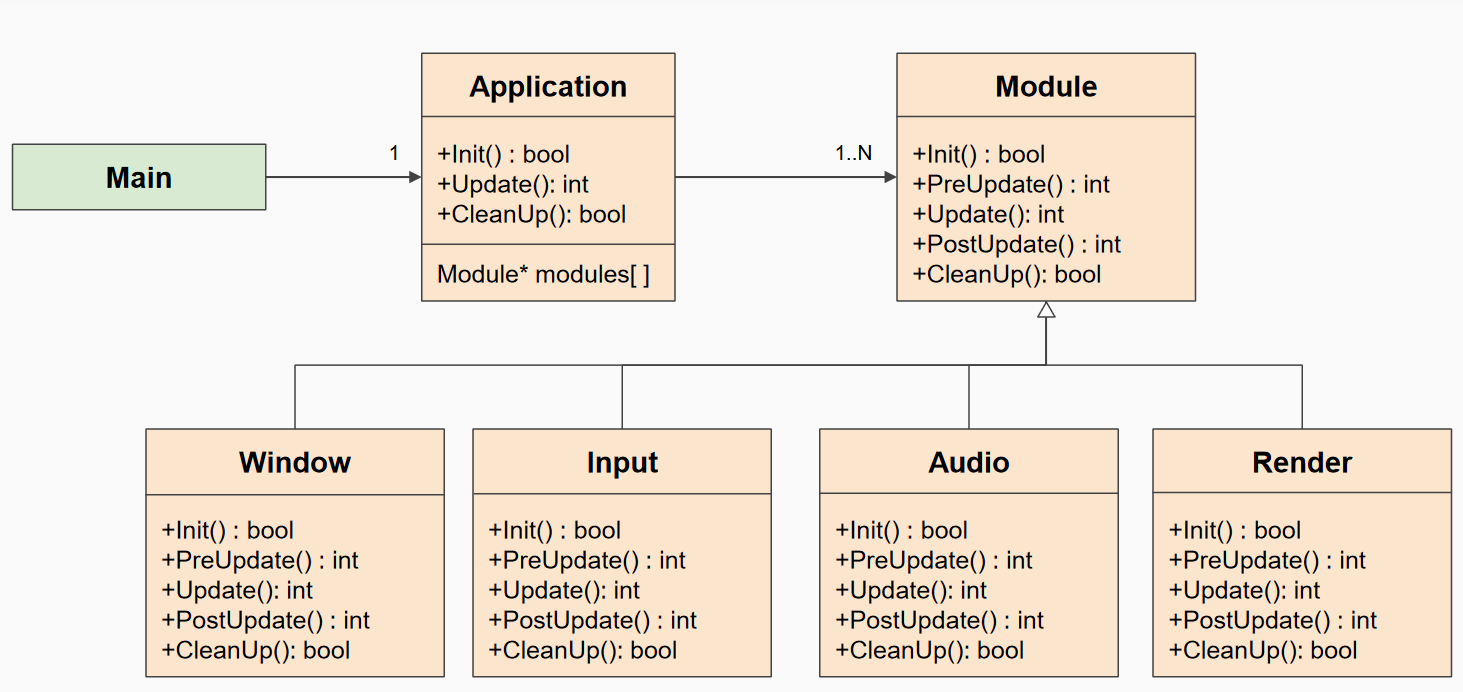 Main
1
Application
+Init() : bool
+Update(): int
+CleanUp(): bool
Module* modules[ ]
1..N
Module
+Init() : bool
+PreUpdate() : int
+Update(): int
+PostUpdate() : int
+CleanUp(): bool
Window
+Init() : bool
+PreUpdate() : int
+Update(): int
+PostUpdate() : int
+CleanUp(): bool
Input
+Init() : bool
+PreUpdate() : int
+Update(): int
+PostUpdate() : int
+CleanUp(): bool
Audio
+Init() : bool
+PreUpdate() : int
+Update(): int
+PostUpdate() : int
+CleanUp(): bool
Render
+Init() : bool
+PreUpdate() : int
+Update(): int
+PostUpdate() : int
+CleanUp(): bool